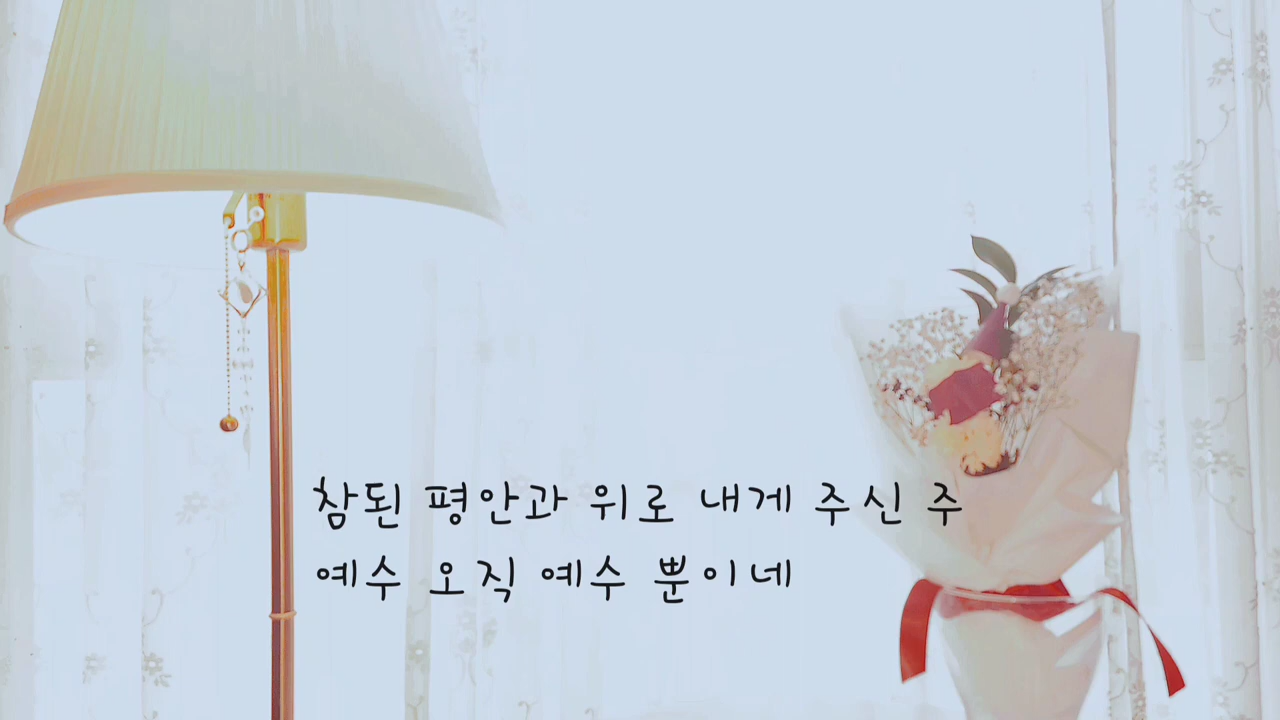 참된 평안과 위로 내게 주신 주
예수 오직 예수 뿐이네